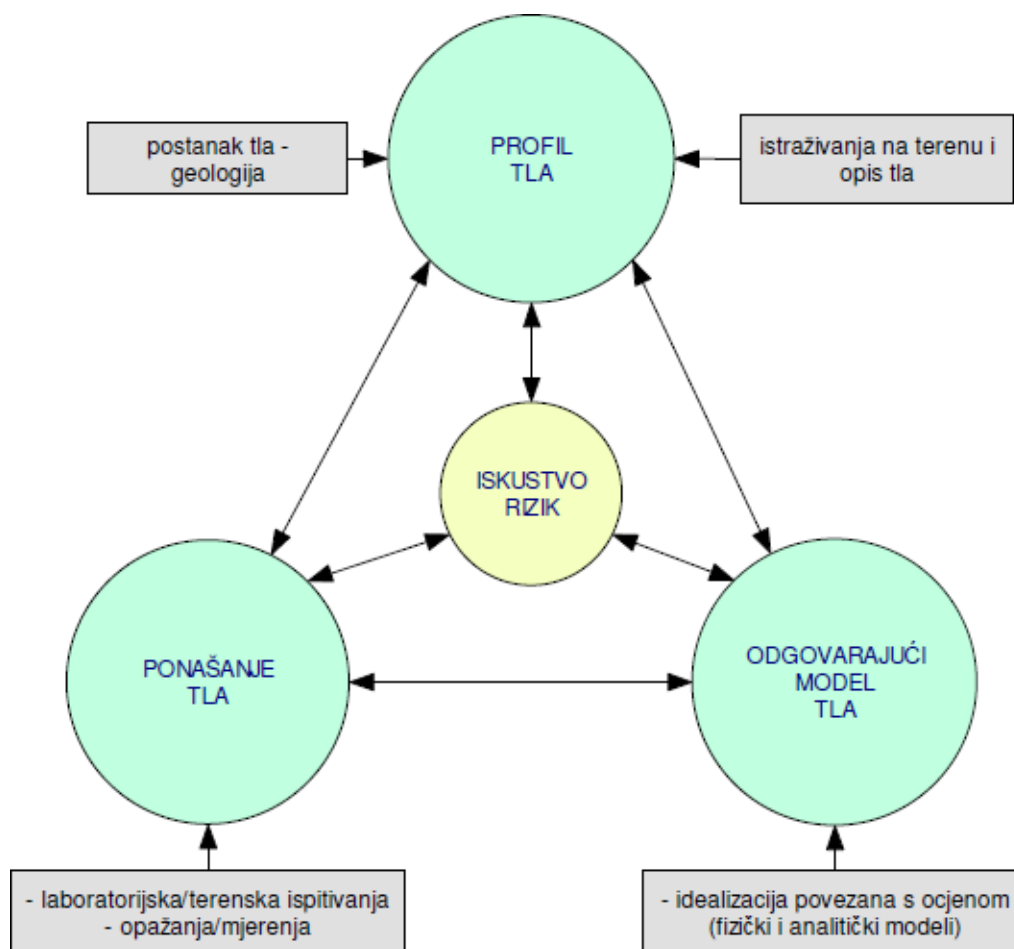 PROFIL
TLA
postanak tla -
geologija
istraživanja na terenu i
opis tla
ISKUSTVO
RIZIK
PONAŠANJE
TLA
ODGOVARAJUĆI
MODEL
TLA
- laboratorijska/terenska ispitivanja
- opažanja/mjerenja
- idealizacija povezana s ocjenom
(fizički i analitički modeli)